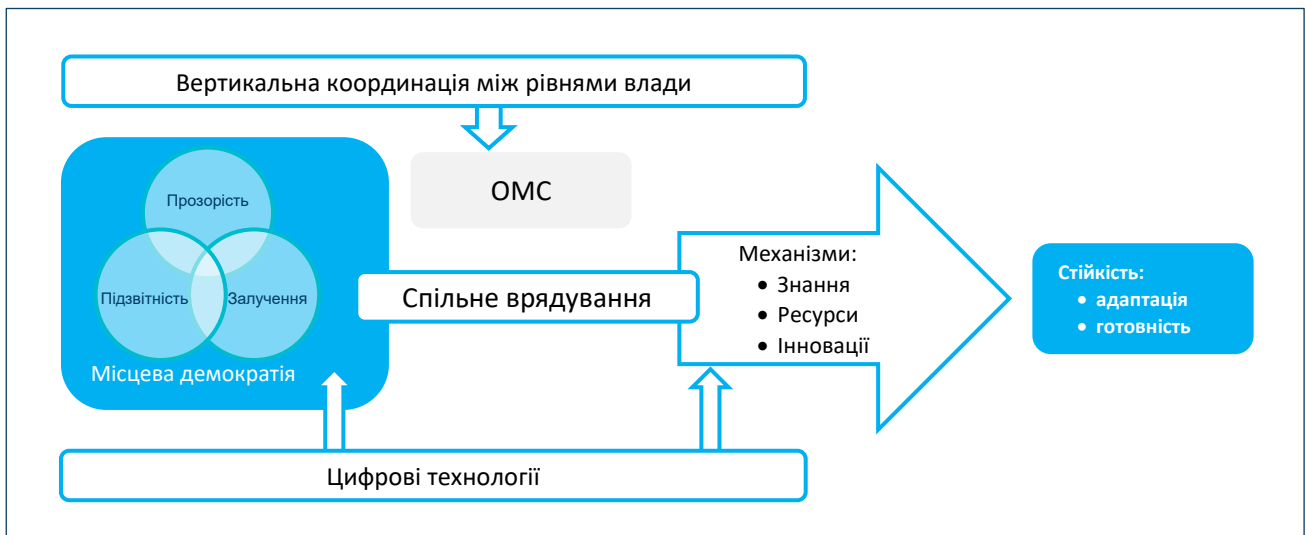 Вертикальна координація між рівнями влади
ОМС
Прозорість
Підзвітність
Залучення
Місцева демократія
Спільне врядування
Механізми:
• Знання
• Ресурси
• Інновації
Стійкість:
• адаптація
• готовність
Цифрові технології